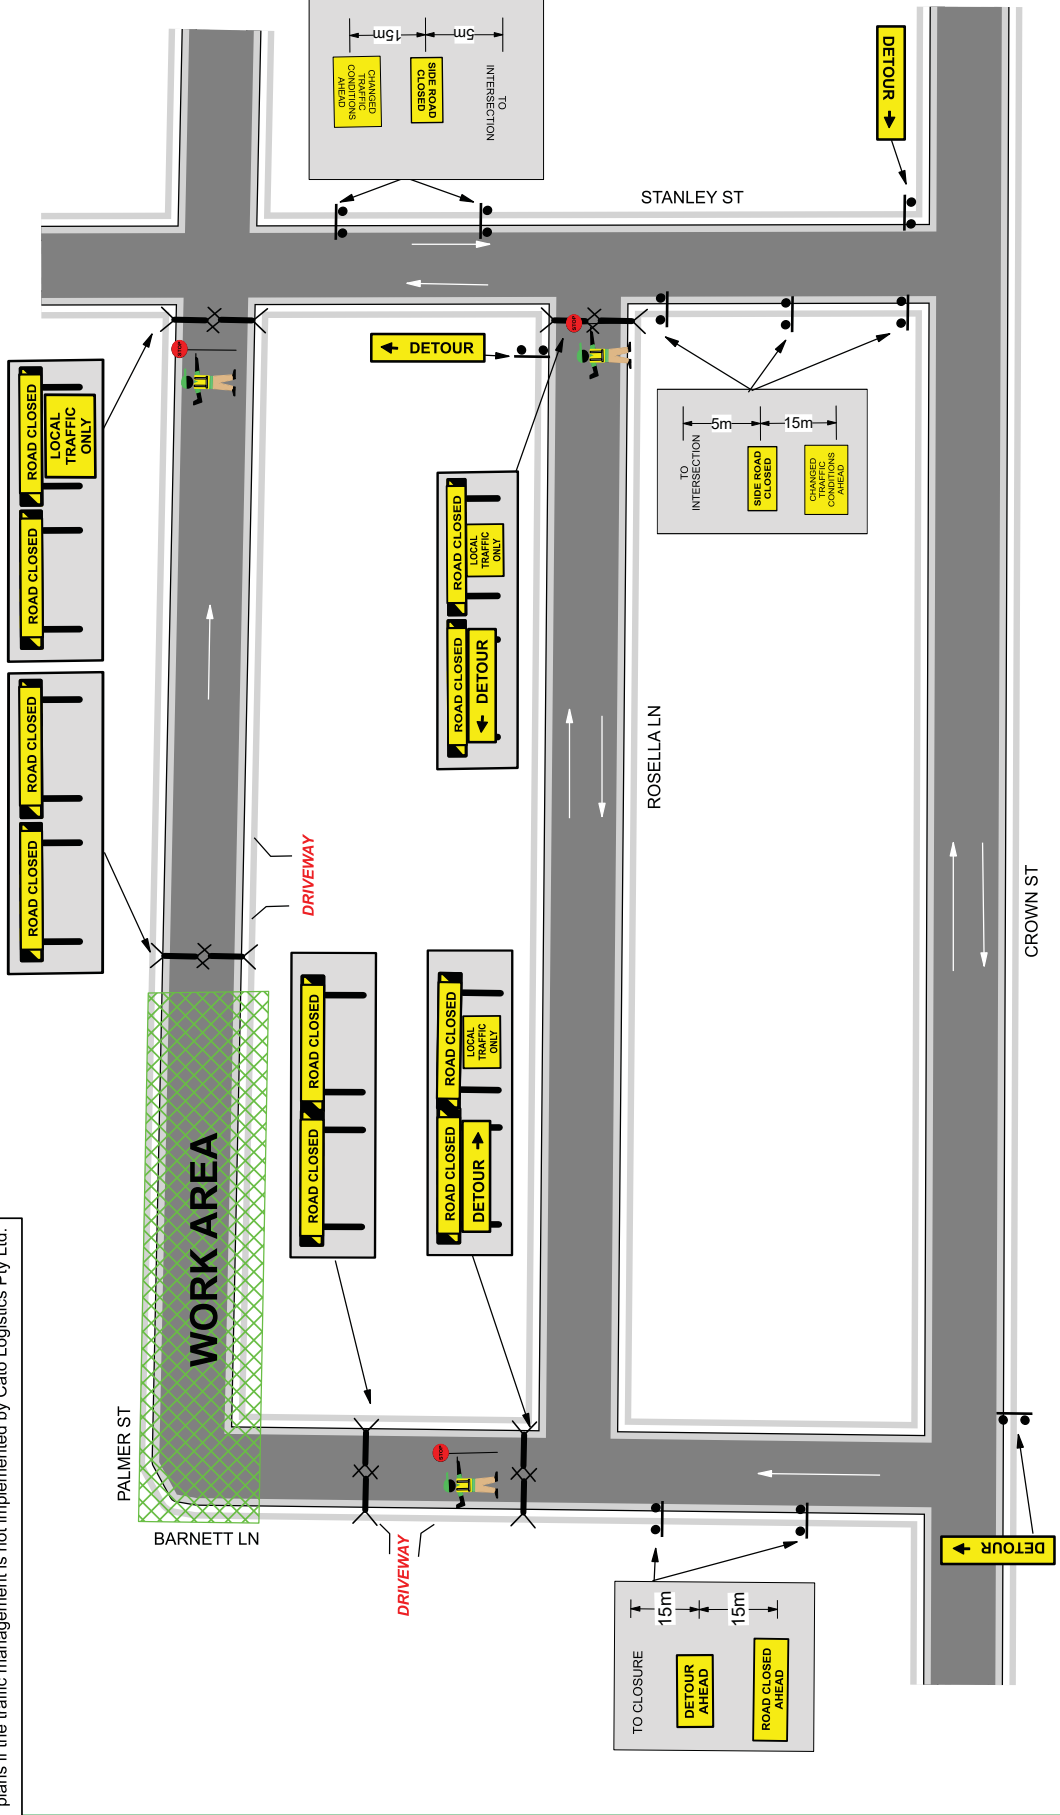 15m
5m
CHANGED
TRAFFIC
CONDITIONS
AHEAD
SIDE ROAD
CLOSED
TO
INTERSECTION
DETOUR
STANLEY ST
STOP
DETOUR
STOP
ROAD CLOSED
LOCAL
TRAFFIC
ONLY
ROAD CLOSED
5m
15m
TO
INTERSECTION
SIDE ROAD
CLOSED
CHANGED
TRAFFIC
CONDITIONS
AHEAD
ROAD CLOSED
LOCAL
TRAFFIC
ONLY
ROAD CLOSED
DETOUR
ROAD CLOSED
ROAD CLOSED
ROSELLA LN
DRIVEWAY
CROWN ST
ROAD CLOSED
ROAD CLOSED
ROAD CLOSED
LOCAL
TRAFFIC
ONLY
ROAD CLOSED
DETOUR
WORK AREA
PALMER ST
BARNETT LN
STOP
DRIVEWAY
DETOUR
15m
15m
TO CLOSURE
DETOUR
AHEAD
ROAD CLOSED
AHEAD
plans if the traffic management is not implemented by Cato Logistics Pty Ltd.